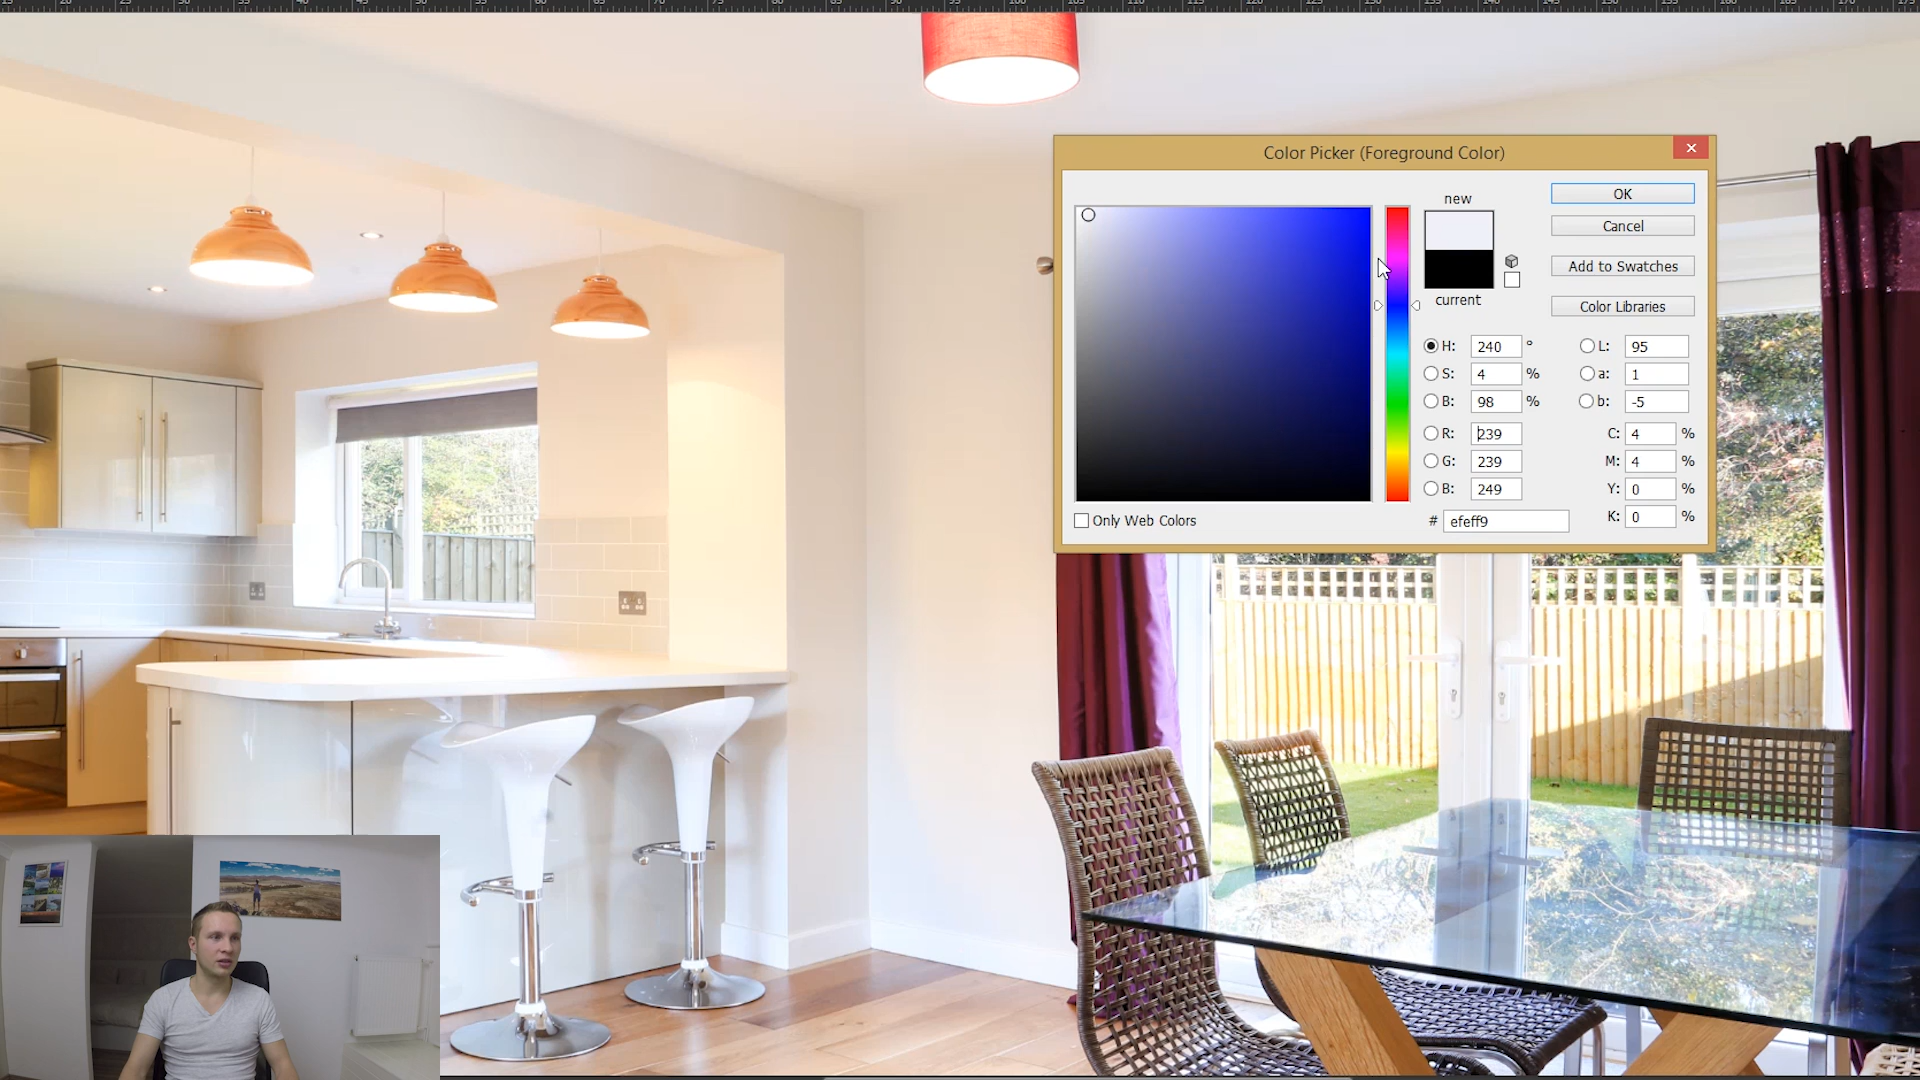 Color Picker (Foreground Color)
new
current
OK
Cancel
Add to Swatches
Color Libraries
H: 240 °
S: 4 %
B: 98 %
R: 239
G: 239
B: 249
# efeff9
L: 95
a: 1
b: -5
C: 4 %
M: 4 %
Y: 0 %
K: 0 %
Only Web Colors